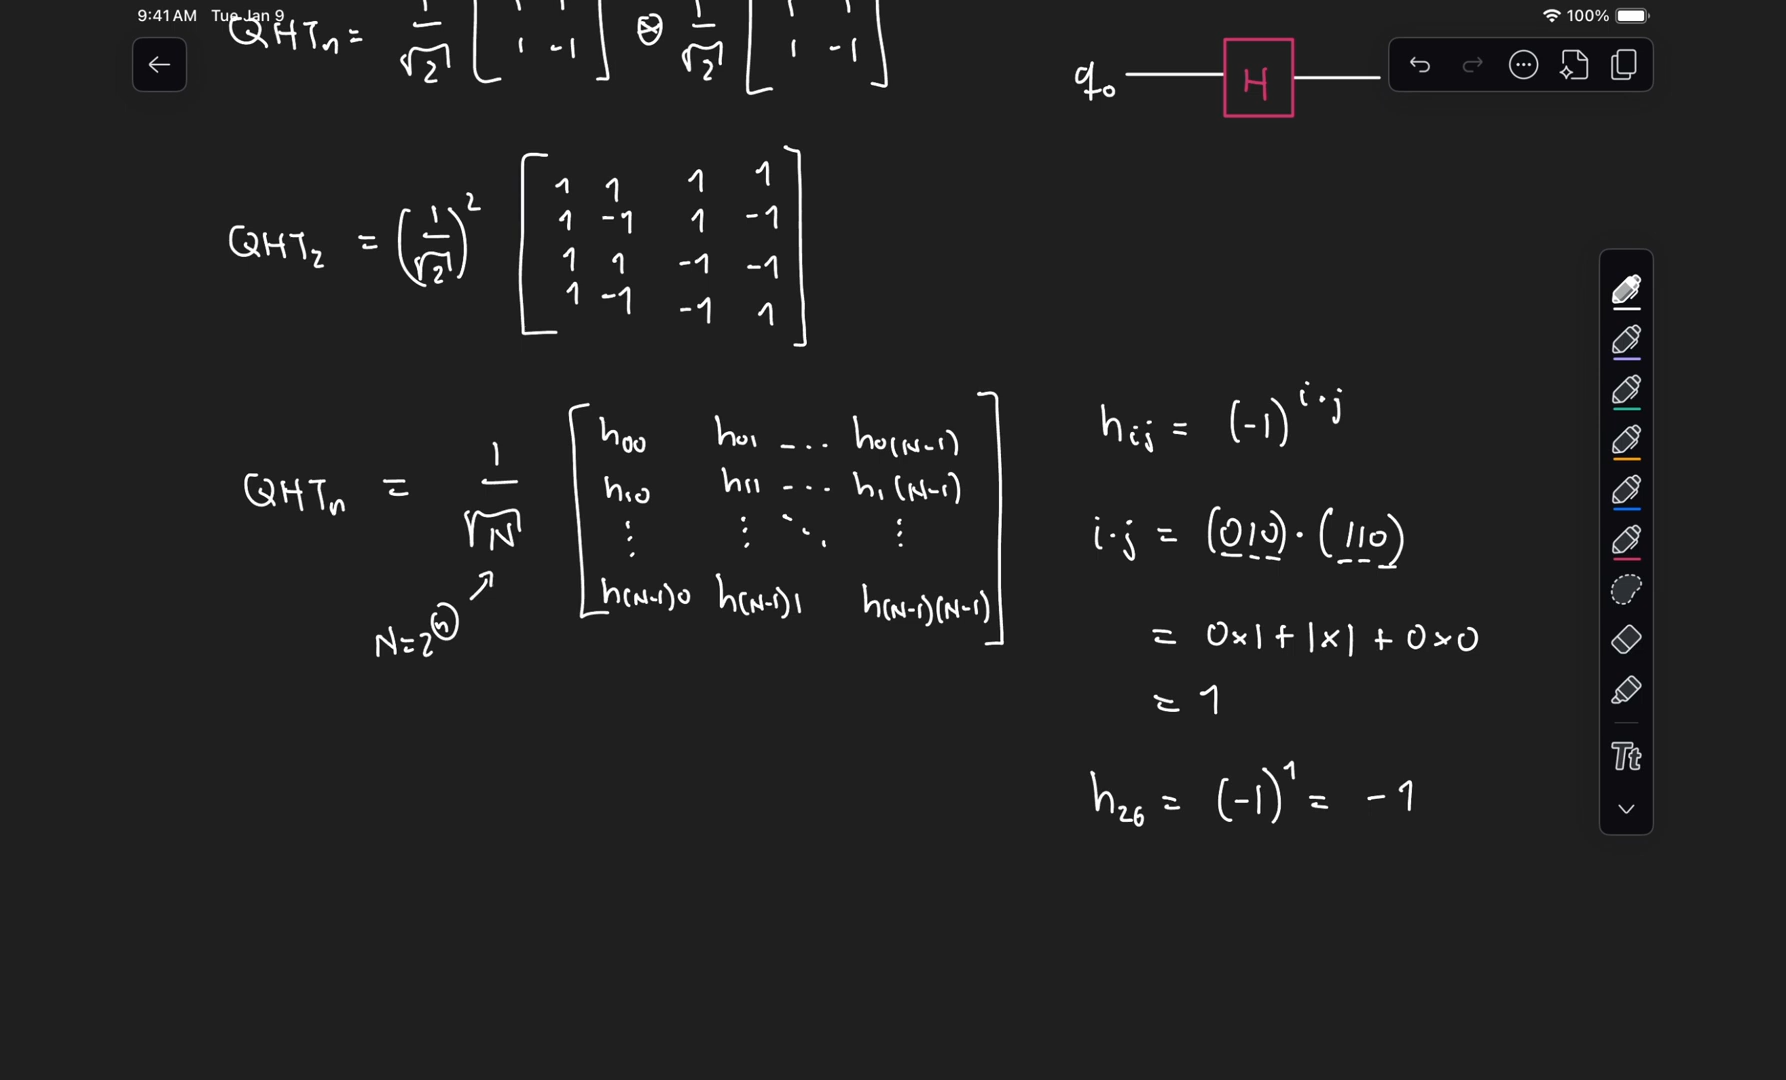 9:41 AM Tue Jan 9
100%
QHTn = 1/√2 [1 1; 1 -1] ⊗ 1/√2 [1 1; 1 -1]
q₀ H
QHT₂ = (1/√2)² [1 1 1 1
1 -1 1 -1
1 1 -1 -1
1 -1 -1 1]
QHTn = 1/√N [h00 h01 ... h0(N-1)
h10 h11 ... h1(N-1)
⋮ ⋮ ⋱ ⋮
h(N-1)0 h(N-1)1 h(N-1)(N-1)]
N=2ⁿ
hij = (-1)^i·j
i·j = (010)·(110)
= 0×1 + 1×1 + 0×0
= 1
h26 = (-1)¹ = -1
Tt